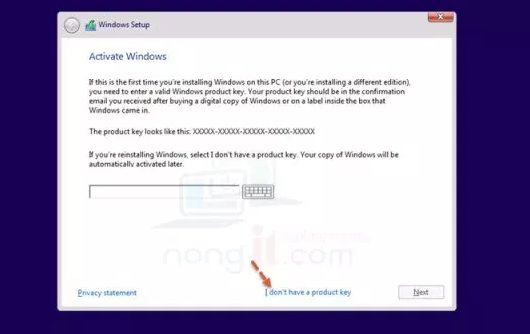 Windows Setup
Activate Windows
If this is the first time you're installing Windows on this PC (or you're installing a different edition),
you need to enter a valid Windows product key. Your product key should be in the confirmation
email you received after buying a digital copy of Windows or on a label inside the box that
Windows came in.
The product key looks like this: XXXXX-XXXXX-XXXXX-XXXXX-XXXXX
If you're reinstalling Windows, select I don't have a product key. Your copy of Windows will be
automatically activated later.
nongit.com
Privacy statement
I don't have a product key
Next